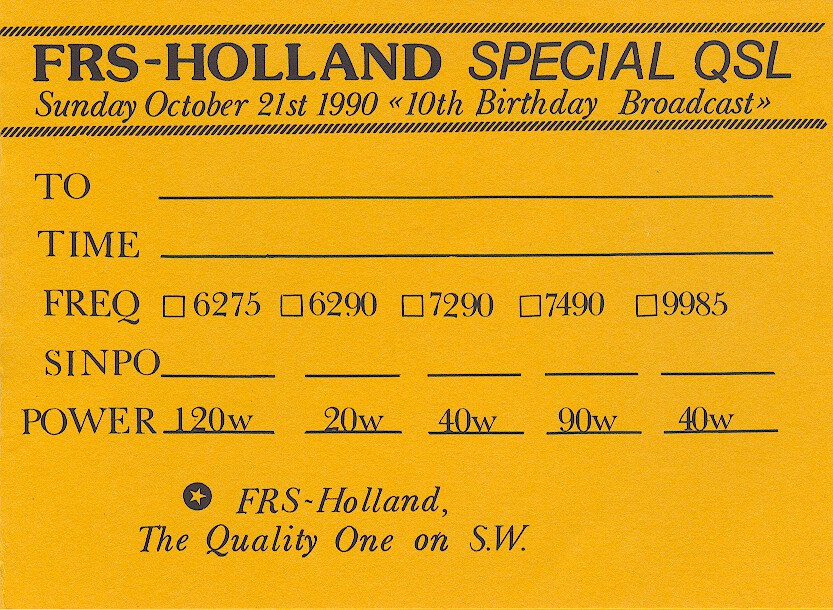 FRS-HOLLAND SPECIAL QSL
Sunday October 21st 1990 «10th Birthday Broadcast»
TO
TIME
FREQ □6275 □6290 □7290 □7490 □9985
SINPO
POWER 120w 20w 40w 90w 40w
FRS-Holland,
The Quality One on S.W.